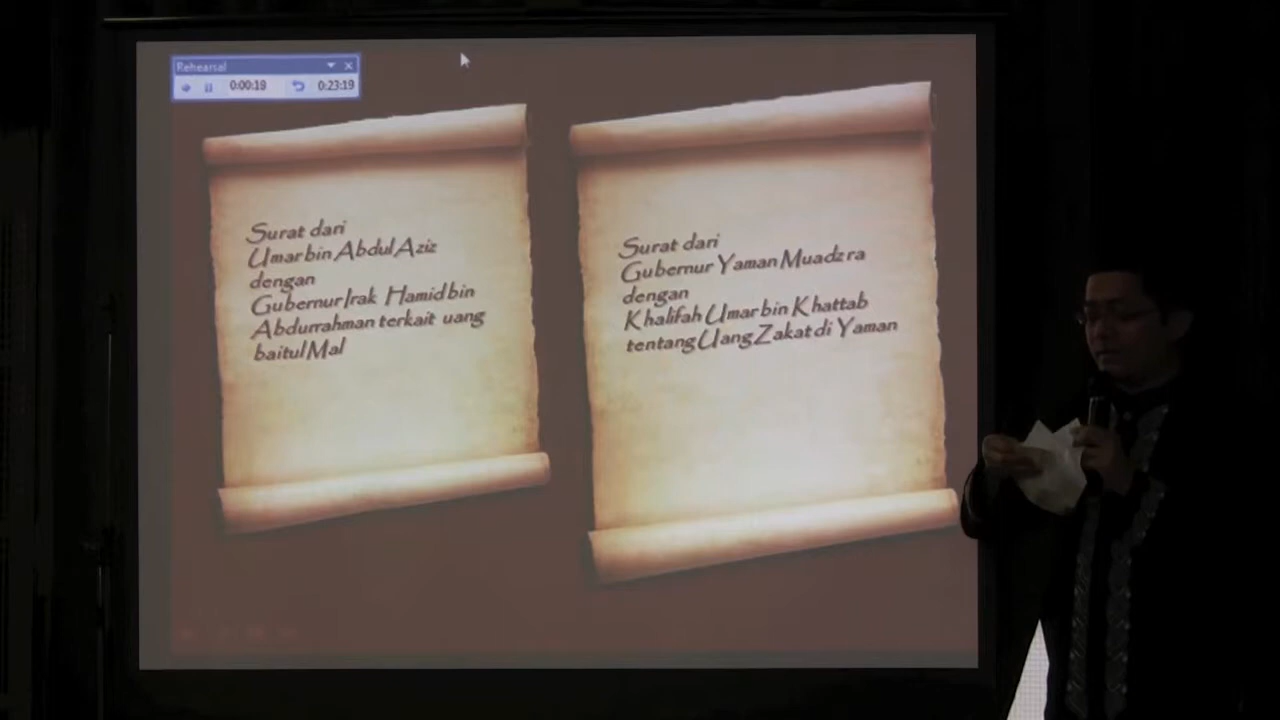 Rehearsal
0:00:19
0:23:19
Surat dari
Umar bin Abdul Aziz
dengan
Gubernur Irak Hamid bin
Abdurrahman terkait uang
baitul Mal
Surat dari
Gubernur Yaman Muadz ra
dengan
Khalifah Umar bin Khattab
tentang Uang Zakat di Yaman